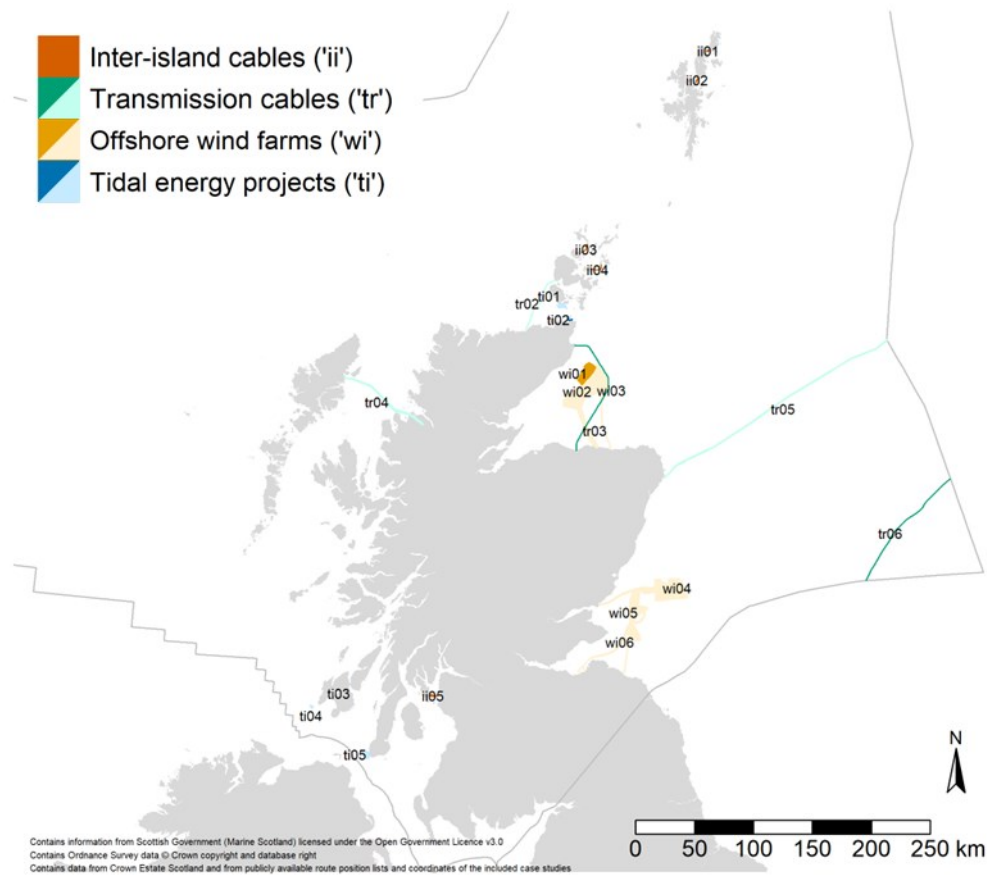 Inter-island cables ('ii')
Transmission cables ('tr')
Offshore wind farms ('wi')
Tidal energy projects ('ti')
ii01
ii02
ii03
ii04
ti01
tr02
ti02
wi01
wi02
wi03
tr04
tr05
tr03
tr06
wi04
wi05
wi06
ti03
ii05
ti04
ti05
N
0 50 100 150 200 250 km
Contains information from Scottish Government (Marine Scotland) licensed under the Open Government Licence v3.0
Contains Ordnance Survey data © Crown copyright and database right
Contains data from Crown Estate Scotland and from publicly available route position lists and coordinates of the included case studies